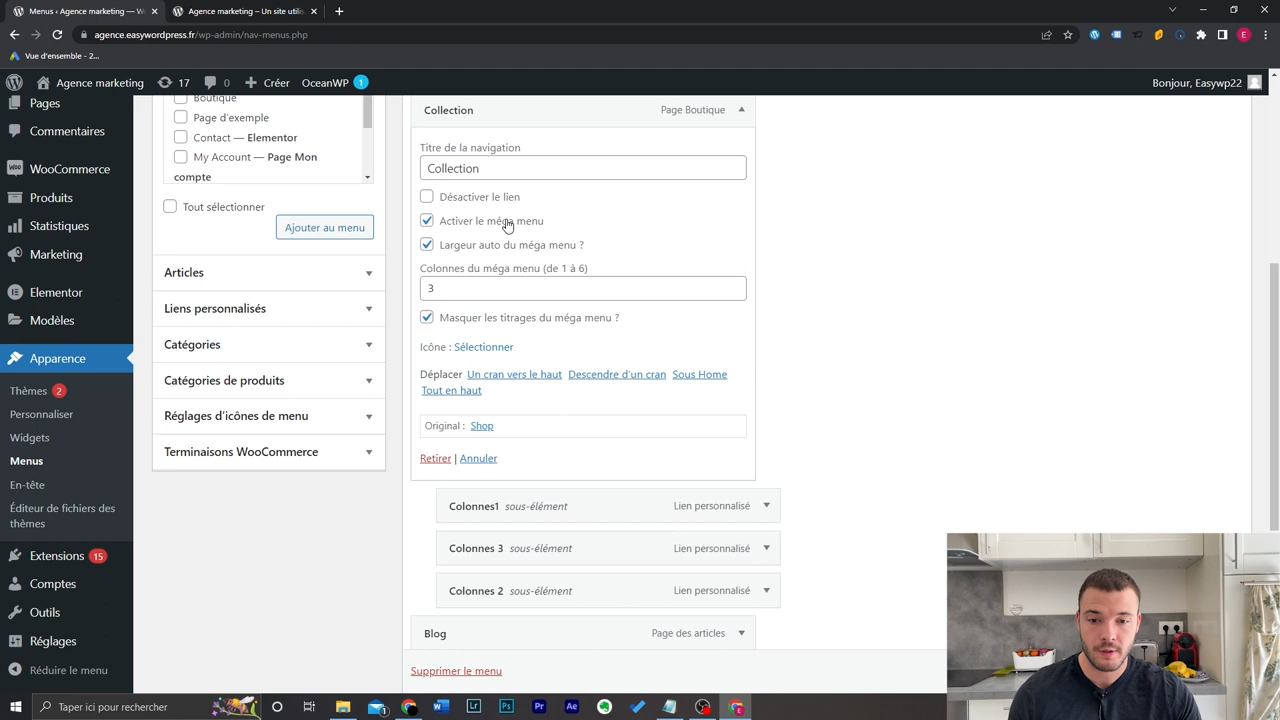 Menus ‹ Agence marketing — W
Agence marketing – Un site utilis
agence.easywordpress.fr/wp-admin/nav-menus.php
E
Vue d'ensemble - 2...
Agence marketing
17
0
Créer
OceanWP
1
Bonjour, Easywp22
Pages
Commentaires
WooCommerce
Produits
Statistiques
Marketing
Elementor
Modèles
Apparence
Thèmes 2
Personnaliser
Widgets
Menus
En-tête
Éditeur de fichiers des
thèmes
Extensions 15
Comptes
Outils
Réglages
Réduire le menu
Boutique
Page d'exemple
Contact — Elementor
My Account — Page Mon
compte
Tout sélectionner
Ajouter au menu
Articles
Liens personnalisés
Catégories
Catégories de produits
Réglages d'icônes de menu
Terminaisons WooCommerce
Collection
Page Boutique
Titre de la navigation
Collection
Désactiver le lien
Activer le méga menu
Largeur auto du méga menu ?
Colonnes du méga menu (de 1 à 6)
3
Masquer les titrages du méga menu ?
Icône : Sélectionner
Déplacer Un cran vers le haut Descendre d'un cran Sous Home
Tout en haut
Original : Shop
Retirer | Annuler
Colonnes1 sous-élément Lien personnalisé
Colonnes 3 sous-élément Lien personnalisé
Colonnes 2 sous-élément Lien personnalisé
Blog Page des articles
Supprimer le menu
Taper ici pour rechercher